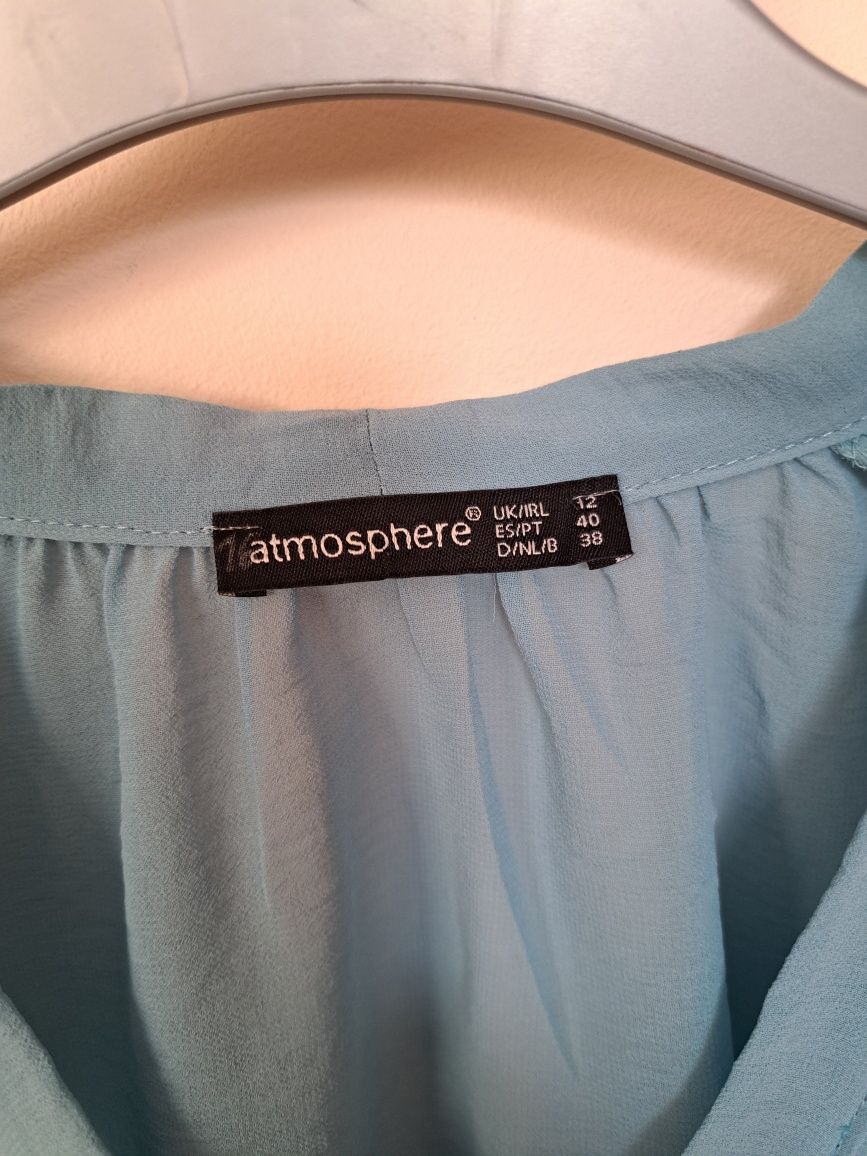 atmosphere®
UK/IRL 12
ES/PT 40
D/NL/B 38